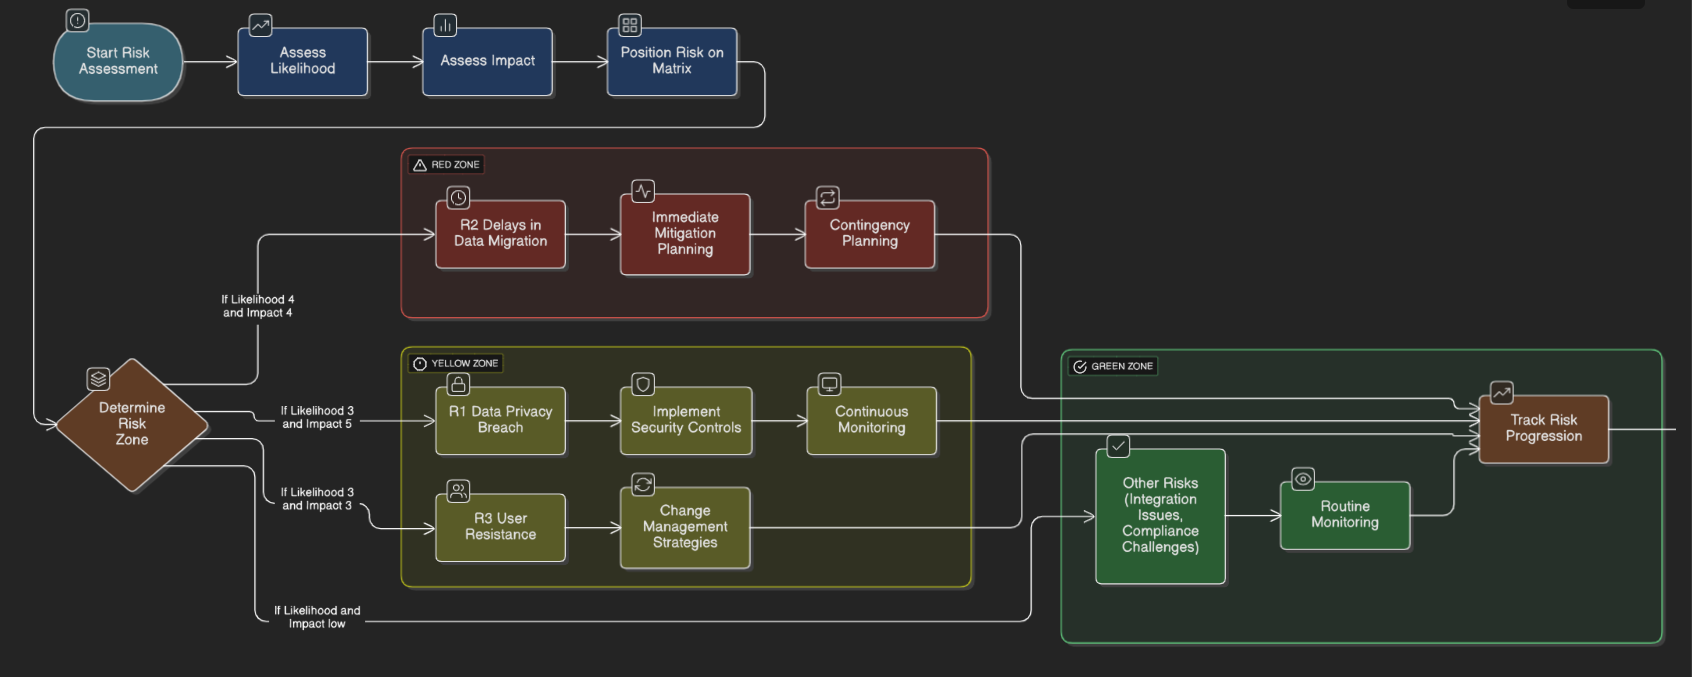 Start Risk
Assessment
Assess
Likelihood
Assess Impact
Position Risk on
Matrix
RED ZONE
R2 Delays in
Data Migration
Immediate
Mitigation
Planning
Contingency
Planning
If Likelihood 4
and Impact 4
YELLOW ZONE
GREEN ZONE
Determine
Risk
Zone
If Likelihood 3
and Impact 5
R1 Data Privacy
Breach
Implement
Security Controls
Continuous
Monitoring
Track Risk
Progression
If Likelihood 3
and Impact 3
R3 User
Resistance
Change
Management
Strategies
Other Risks
(Integration
Issues,
Compliance
Challenges)
Routine
Monitoring
If Likelihood and
Impact low